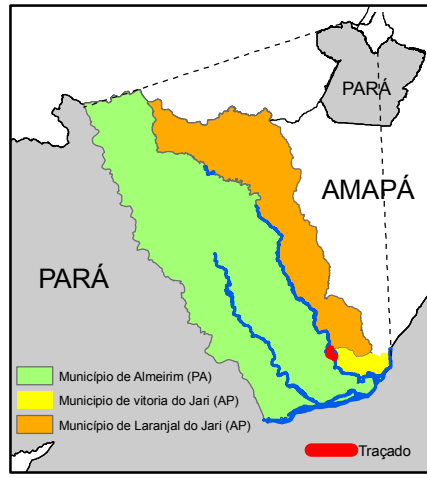 PARÁ
AMAPÁ
PARÁ
Município de Almeirim (PA)
Municipio de vitoria do Jari (AP)
Município de Laranjal do Jari (AP)
Traçado